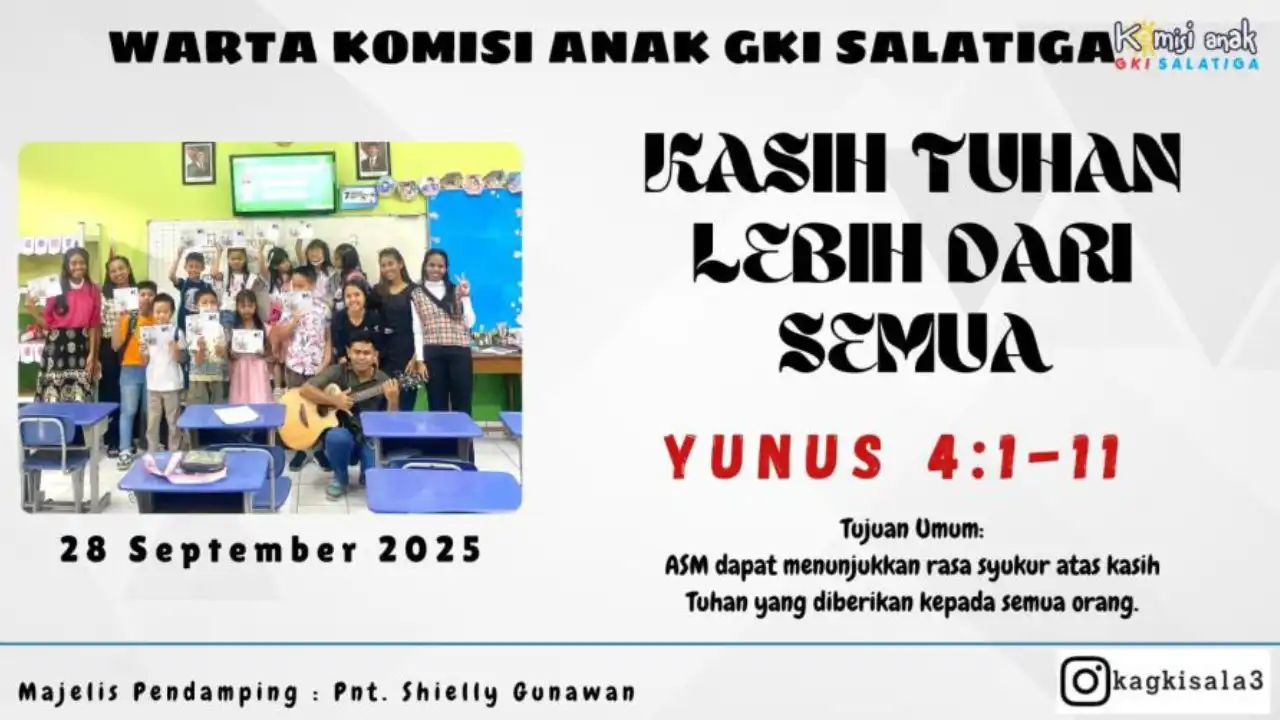 WARTA KOMISI ANAK GKI SALATIGA
Komisi anak
GKI SALATIGA
KASIH TUHAN
LEBIH DARI
SEMUA
YUNUS 4:1-11
28 September 2025
Tujuan Umum:
ASM dapat menunjukkan rasa syukur atas kasih
Tuhan yang diberikan kepada semua orang.
Majelis Pendamping : Pnt. Shielly Gunawan
kagkisala3